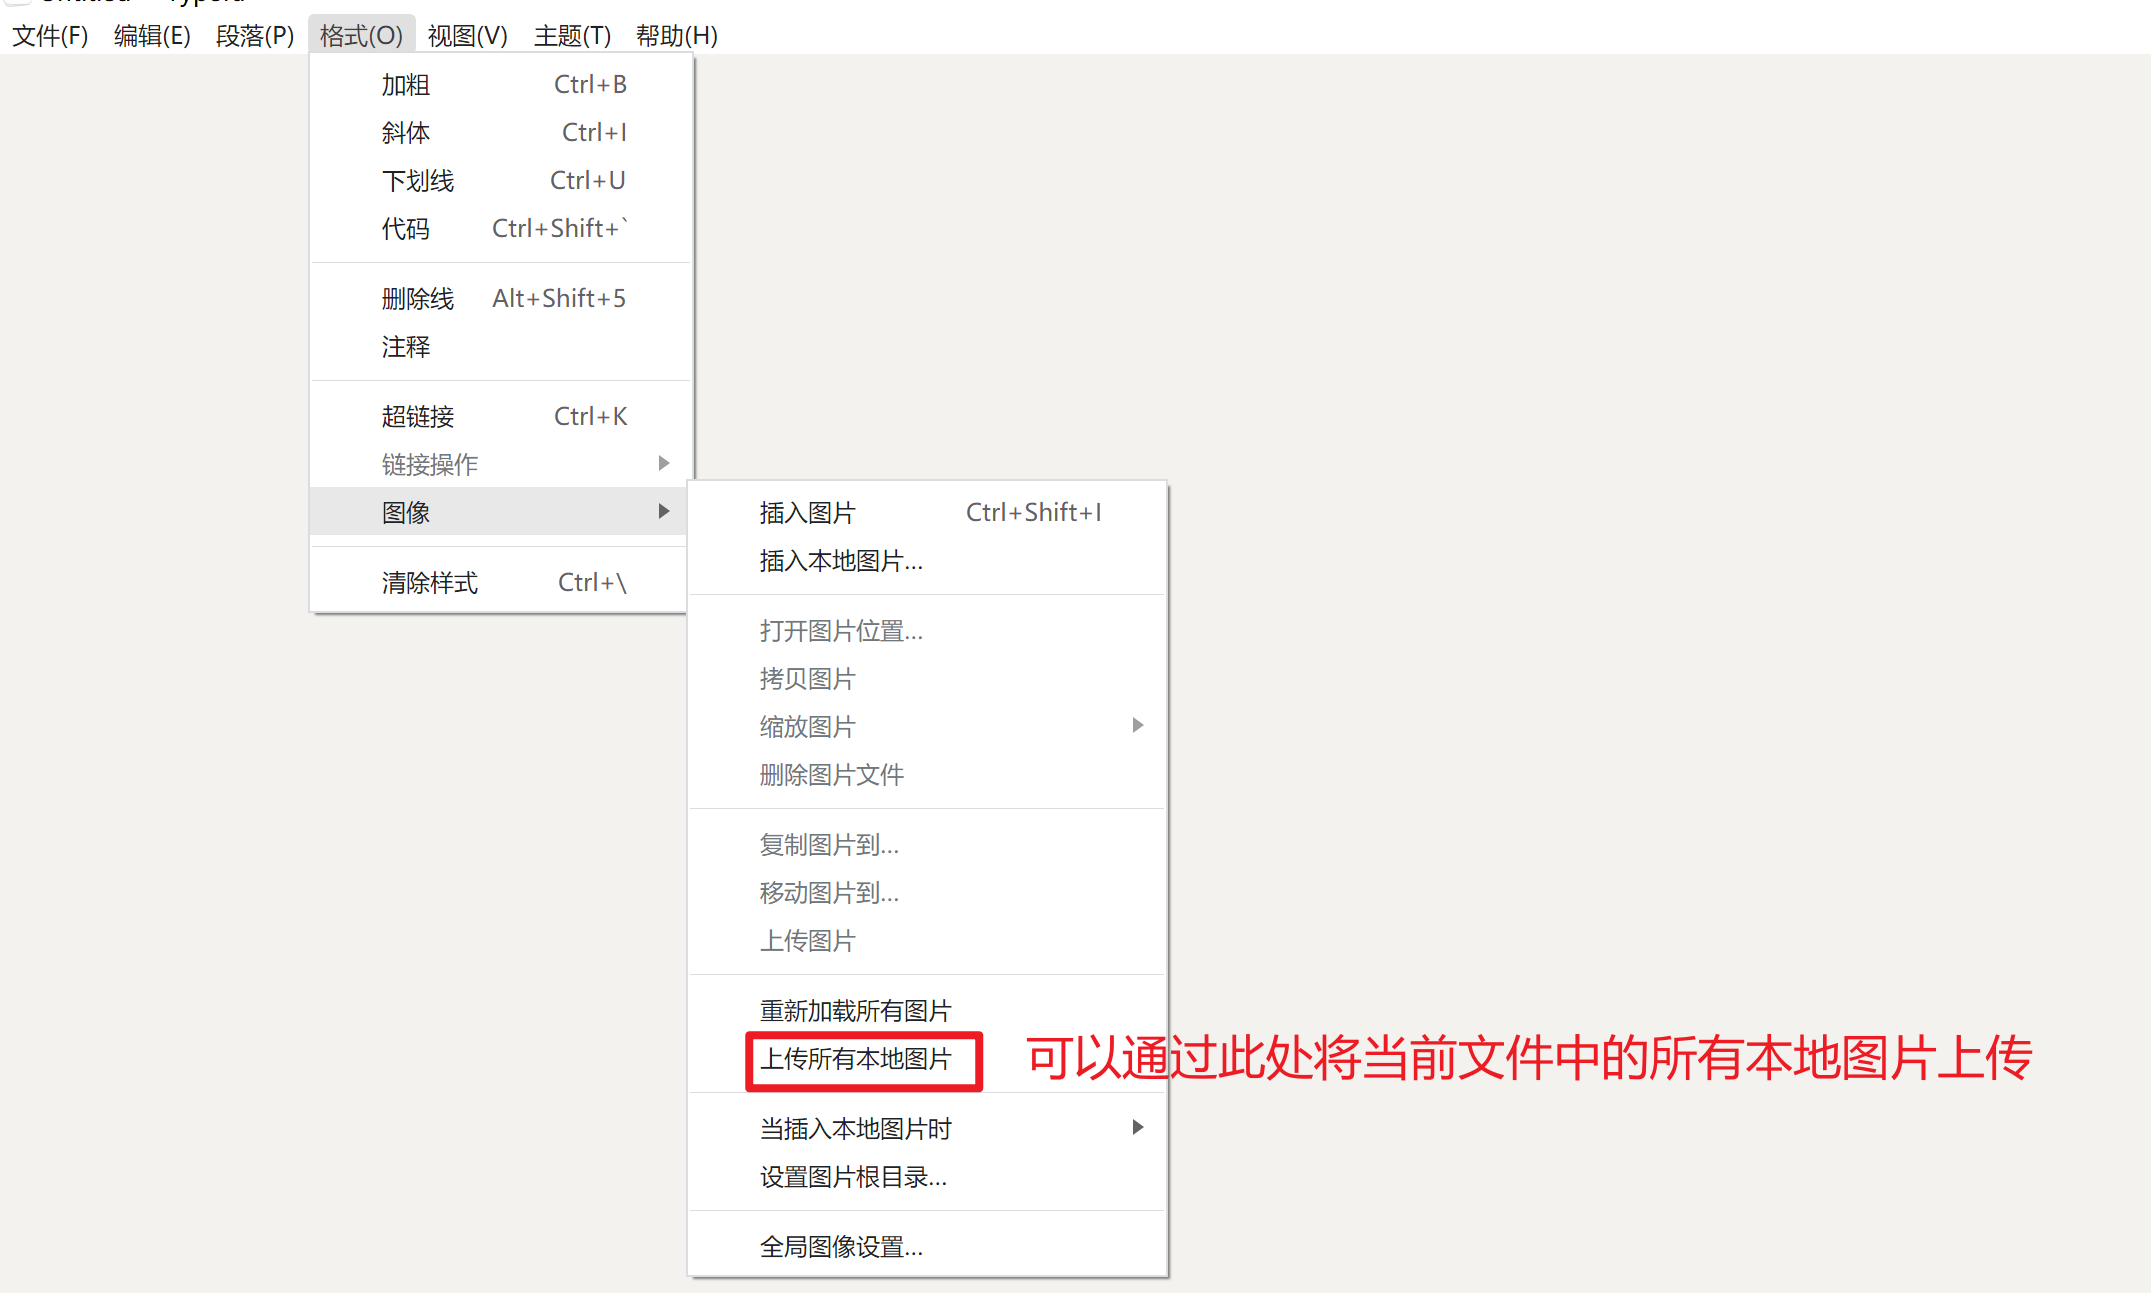 文件(F) 编辑(E) 段落(P) 格式(O) 视图(V) 主题(T) 帮助(H)
加粗 Ctrl+B
斜体 Ctrl+I
下划线 Ctrl+U
代码 Ctrl+Shift+`
删除线 Alt+Shift+5
注释
超链接 Ctrl+K
链接操作
图像
清除样式 Ctrl+\
插入图片 Ctrl+Shift+I
插入本地图片...
打开图片位置...
拷贝图片
缩放图片
删除图片文件
复制图片到...
移动图片到...
上传图片
重新加载所有图片
上传所有本地图片
可以通过此处将当前文件中的所有本地图片上传
当插入本地图片时
设置图片根目录...
全局图像设置...